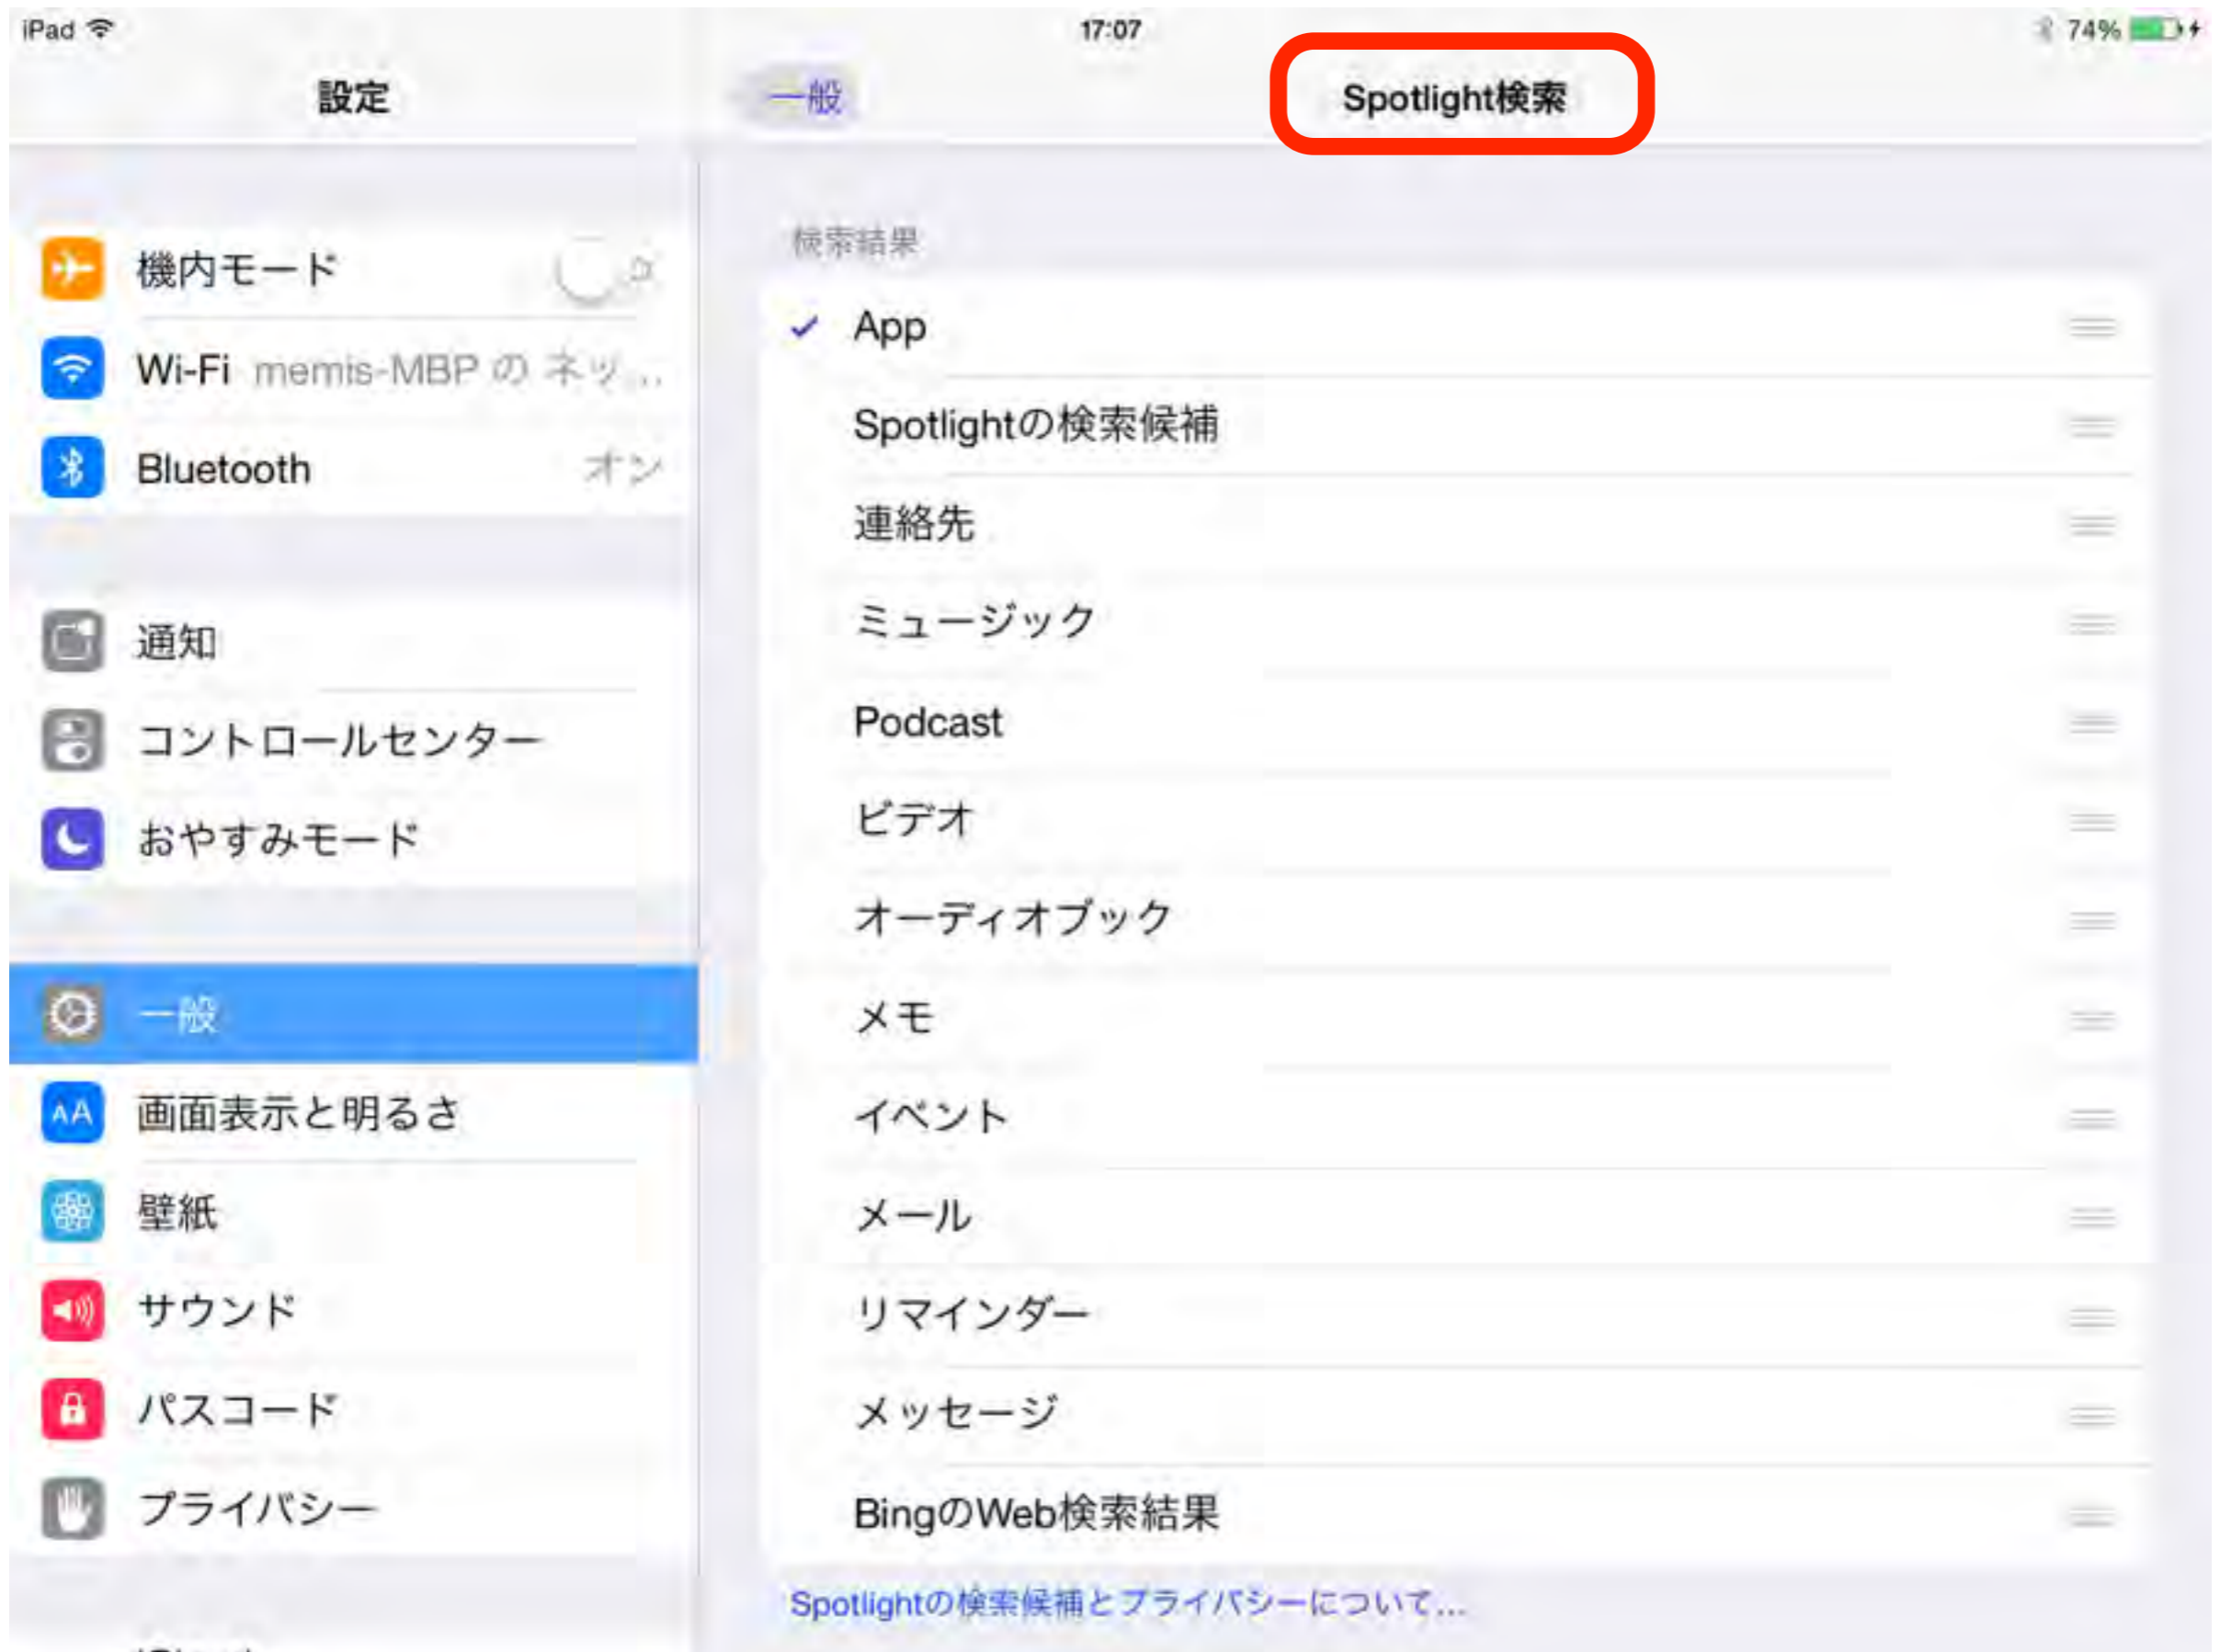 iPad
17:07
74%
設定
一般
Spotlight検索
機内モード
Wi-Fi memis-MBP の ネッ...
Bluetooth オン
通知
コントロールセンター
おやすみモード
一般
画面表示と明るさ
壁紙
サウンド
パスコード
プライバシー
検索結果
App
Spotlightの検索候補
連絡先
ミュージック
Podcast
ビデオ
オーディオブック
メモ
イベント
メール
リマインダー
メッセージ
BingのWeb検索結果
Spotlightの検索候補とプライバシーについて...